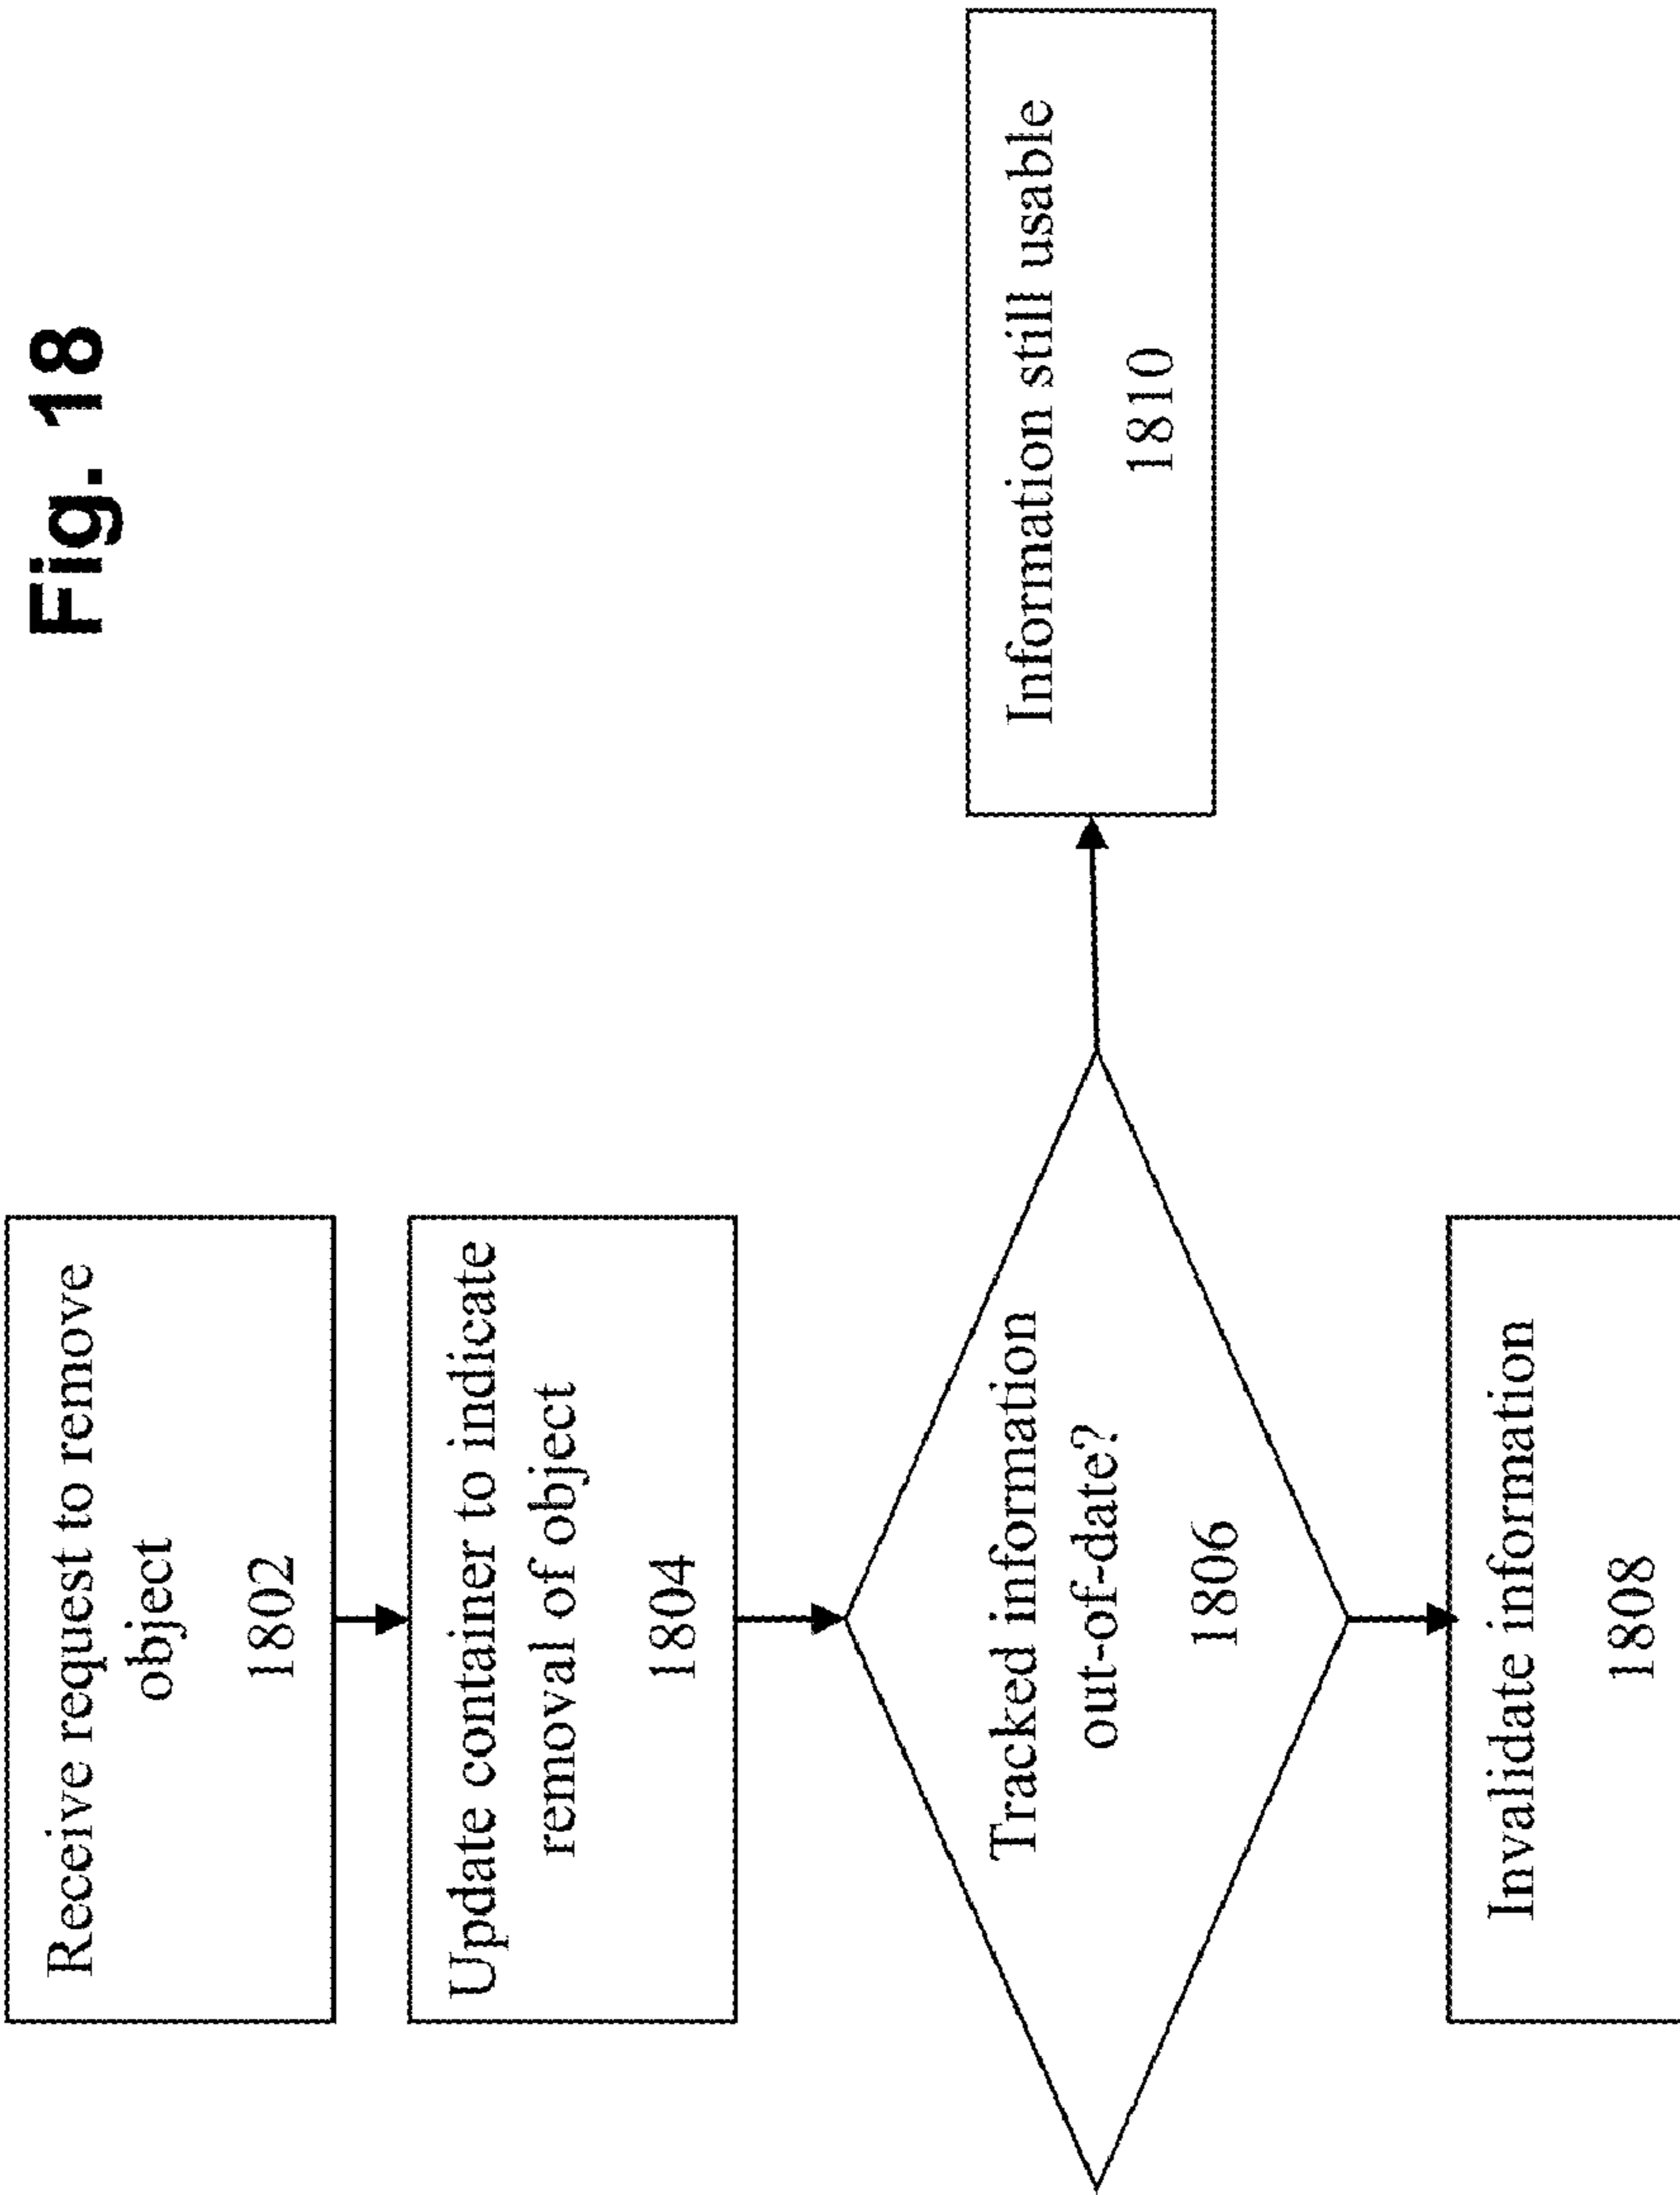 Fig. 18
Receive request to remove
object
1802
Update container to indicate
removal of object
1804
Tracked information
out-of-date?
1806
Information still usable
1810
Invalidate information
1808